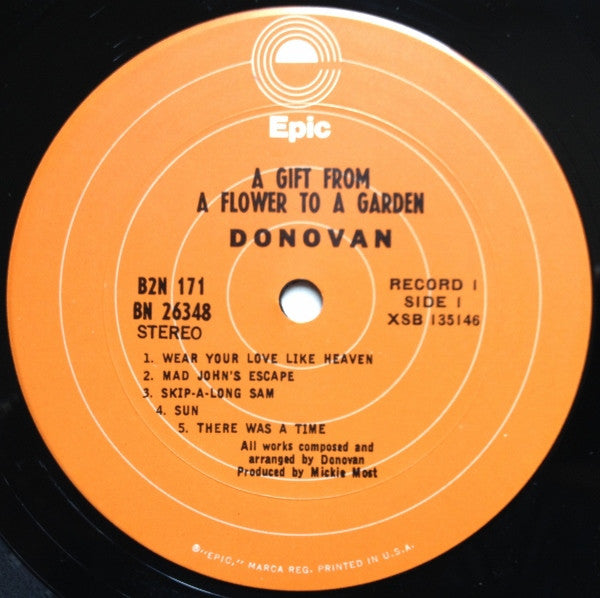 Epic
A GIFT FROM
A FLOWER TO A GARDEN
DONOVAN
B2N 171
BN 26348
STEREO
RECORD 1
SIDE 1
XSB 135146
1. WEAR YOUR LOVE LIKE HEAVEN
2. MAD JOHN'S ESCAPE
3. SKIP-A-LONG SAM
4. SUN
5. THERE WAS A TIME
All works composed and
arranged by Donovan
Produced by Mickie Most
®"EPIC," MARCA REG. PRINTED IN U.S.A.